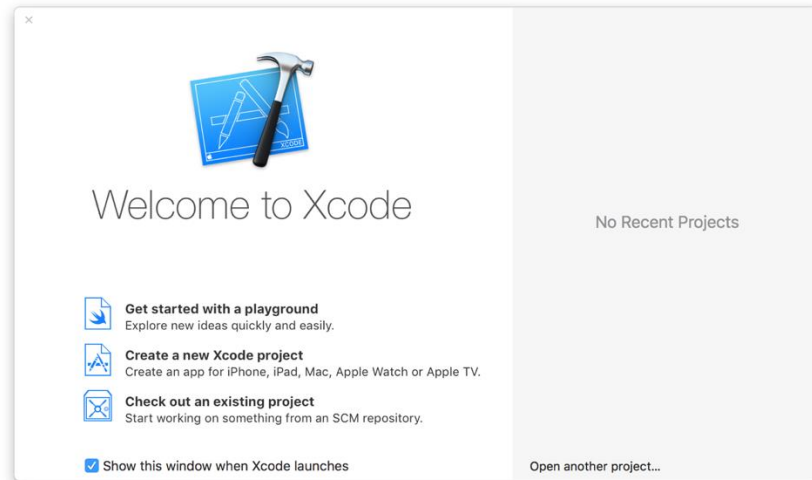 XCODE
Welcome to Xcode
No Recent Projects
Get started with a playground
Explore new ideas quickly and easily.
Create a new Xcode project
Create an app for iPhone, iPad, Mac, Apple Watch or Apple TV.
Check out an existing project
Start working on something from an SCM repository.
Show this window when Xcode launches
Open another project...